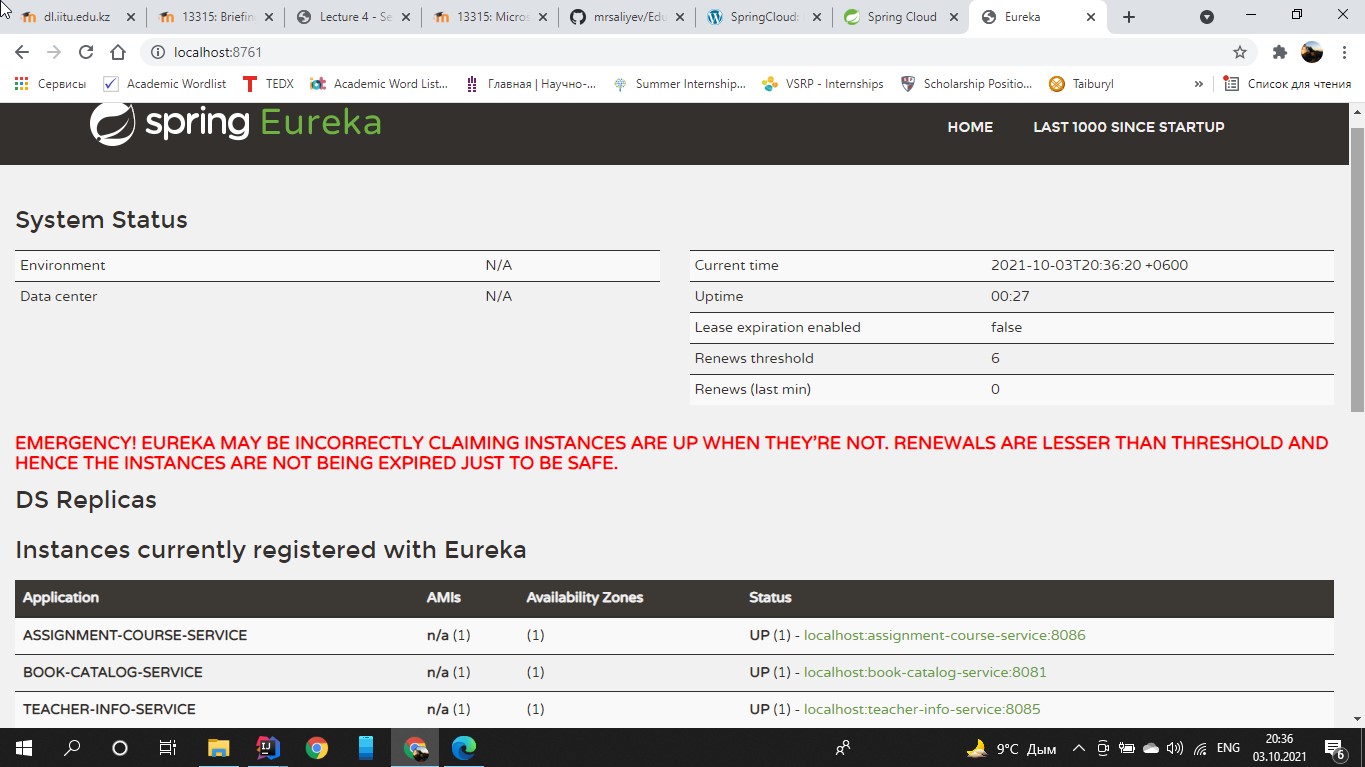 dl.iitu.edu.kz
13315: Briefin
Lecture 4 - Se
13315: Micros
mrsaliyev/Edu
SpringCloud:
Spring Cloud
Eureka
localhost:8761
Сервисы
Academic Wordlist
TEDX
Academic Word List...
Главная | Научно-...
Summer Internship...
VSRP - Internships
Scholarship Positio...
Taiburyl
»
Список для чтения
spring Eureka
HOME
LAST 1000 SINCE STARTUP
System Status
Environment N/A
Data center N/A
Current time 2021-10-03T20:36:20 +0600
Uptime 00:27
Lease expiration enabled false
Renews threshold 6
Renews (last min) 0
EMERGENCY! EUREKA MAY BE INCORRECTLY CLAIMING INSTANCES ARE UP WHEN THEY'RE NOT. RENEWALS ARE LESSER THAN THRESHOLD AND
HENCE THE INSTANCES ARE NOT BEING EXPIRED JUST TO BE SAFE.
DS Replicas
Instances currently registered with Eureka
Application AMIs Availability Zones Status
ASSIGNMENT-COURSE-SERVICE n/a (1) (1) UP (1) - localhost:assignment-course-service:8086
BOOK-CATALOG-SERVICE n/a (1) (1) UP (1) - localhost:book-catalog-service:8081
TEACHER-INFO-SERVICE n/a (1) (1) UP (1) - localhost:teacher-info-service:8085
9°C Дым
ENG
20:36
03.10.2021
6